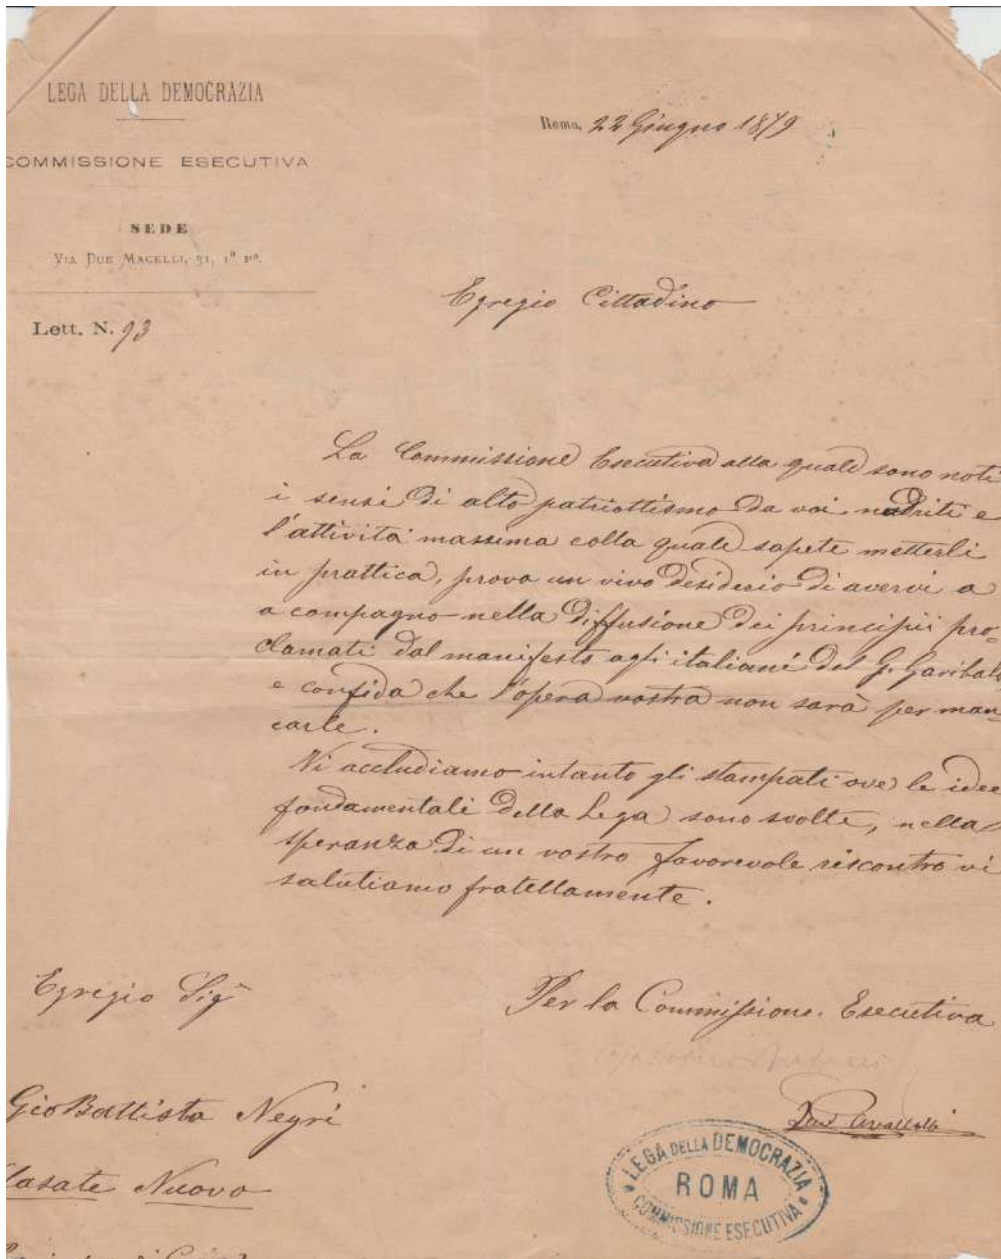 LEGA DELLA DEMOCRAZIA
COMMISSIONE ESECUTIVA
SEDE
VIA DUE MACELLI, 31, 1º Pº.
Lett. N. 93
Roma, 22 Giugno 1879
Egregio Cittadino
La Commissione Esecutiva alla quale sono noti
i sensi di alto patriottismo da voi nudriti e
l'attività massima colla quale sapete metterli
in prattica, prova un vivo desiderio di avervi a
a compagno nella diffusione dei principii pro-
clamati dal manifesto agli italiani del G. Garibaldi
e confida che l'opera vostra non sarà per man-
carle.
Vi accludiamo intanto gli stampati ove le idee
fondamentali della Lega sono svolte, nella
speranza di un vostro favorevole riscontro vi
salutiamo fratellamente.
Per la Commissione Esecutiva
Egregio Sigr
Gio Battista Negri
Casate Nuovo
LEGA DELLA DEMOCRAZIA
ROMA
COMMISSIONE ESECUTIVA